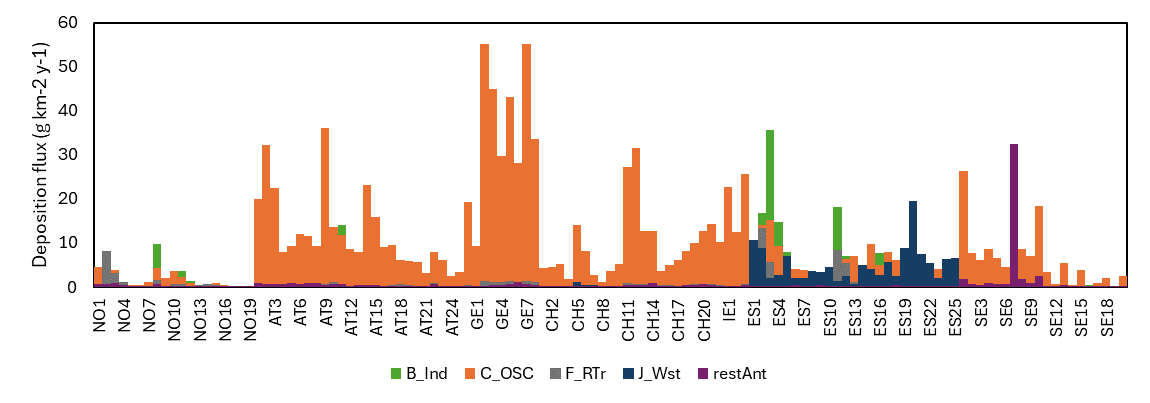 Deposition flux (g km-2 y-1)
60
50
40
30
20
10
0
NO1 NO4 NO7 NO10 NO13 NO16 NO19 AT3 AT6 AT9 AT12 AT15 AT18 AT21 AT24 GE1 GE4 GE7 CH2 CH5 CH8 CH11 CH14 CH17 CH20 IE1 ES1 ES4 ES7 ES10 ES13 ES16 ES19 ES22 ES25 SE3 SE6 SE9 SE12 SE15 SE18
B_Ind C_OSC F_RTr J_Wst restAnt